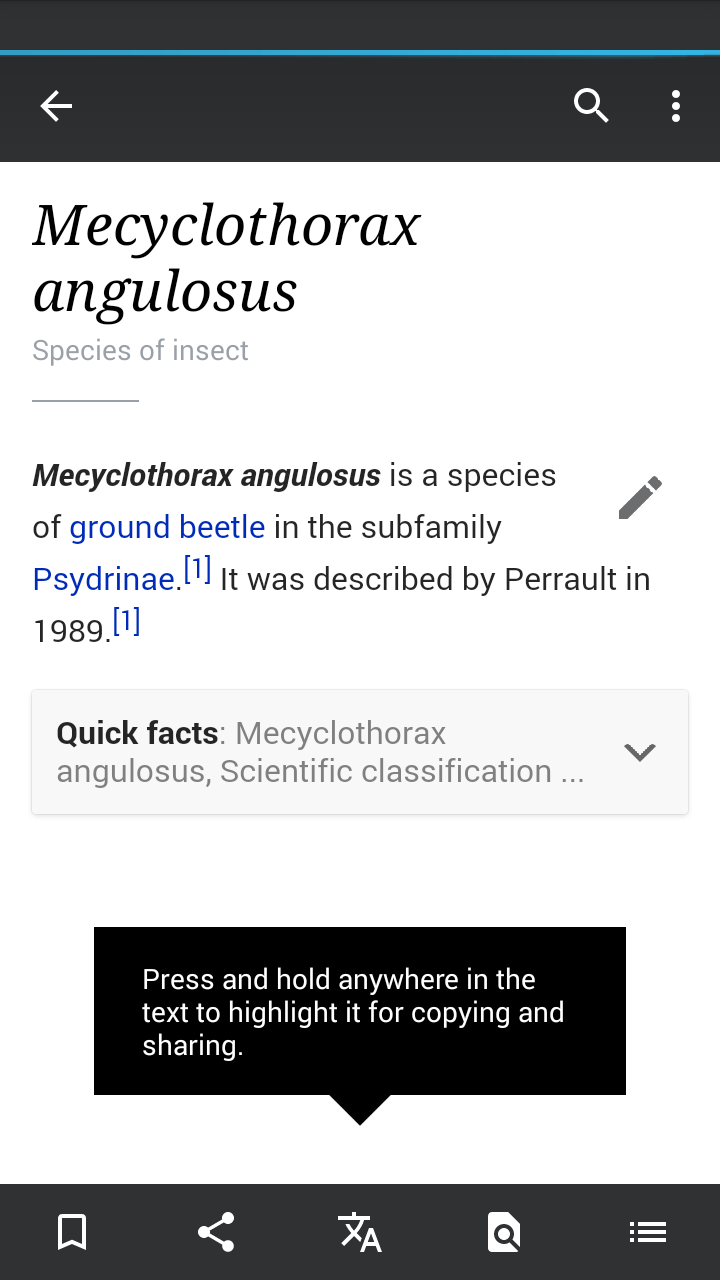 Mecyclothorax
angulosus
Species of insect
Mecyclothorax angulosus is a species
of ground beetle in the subfamily
Psydrinae.[1] It was described by Perrault in
1989.[1]
Quick facts: Mecyclothorax
angulosus, Scientific classification ...
Press and hold anywhere in the
text to highlight it for copying and
sharing.